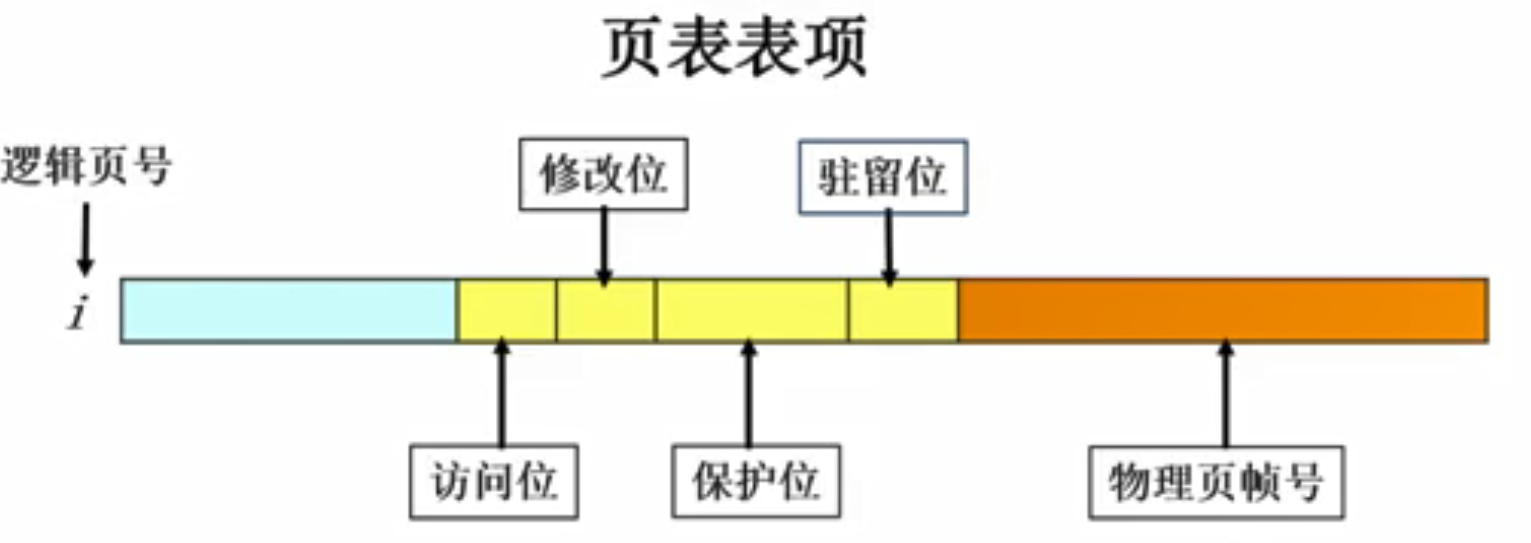 页表表项
逻辑页号
修改位
驻留位
i
访问位
保护位
物理页帧号